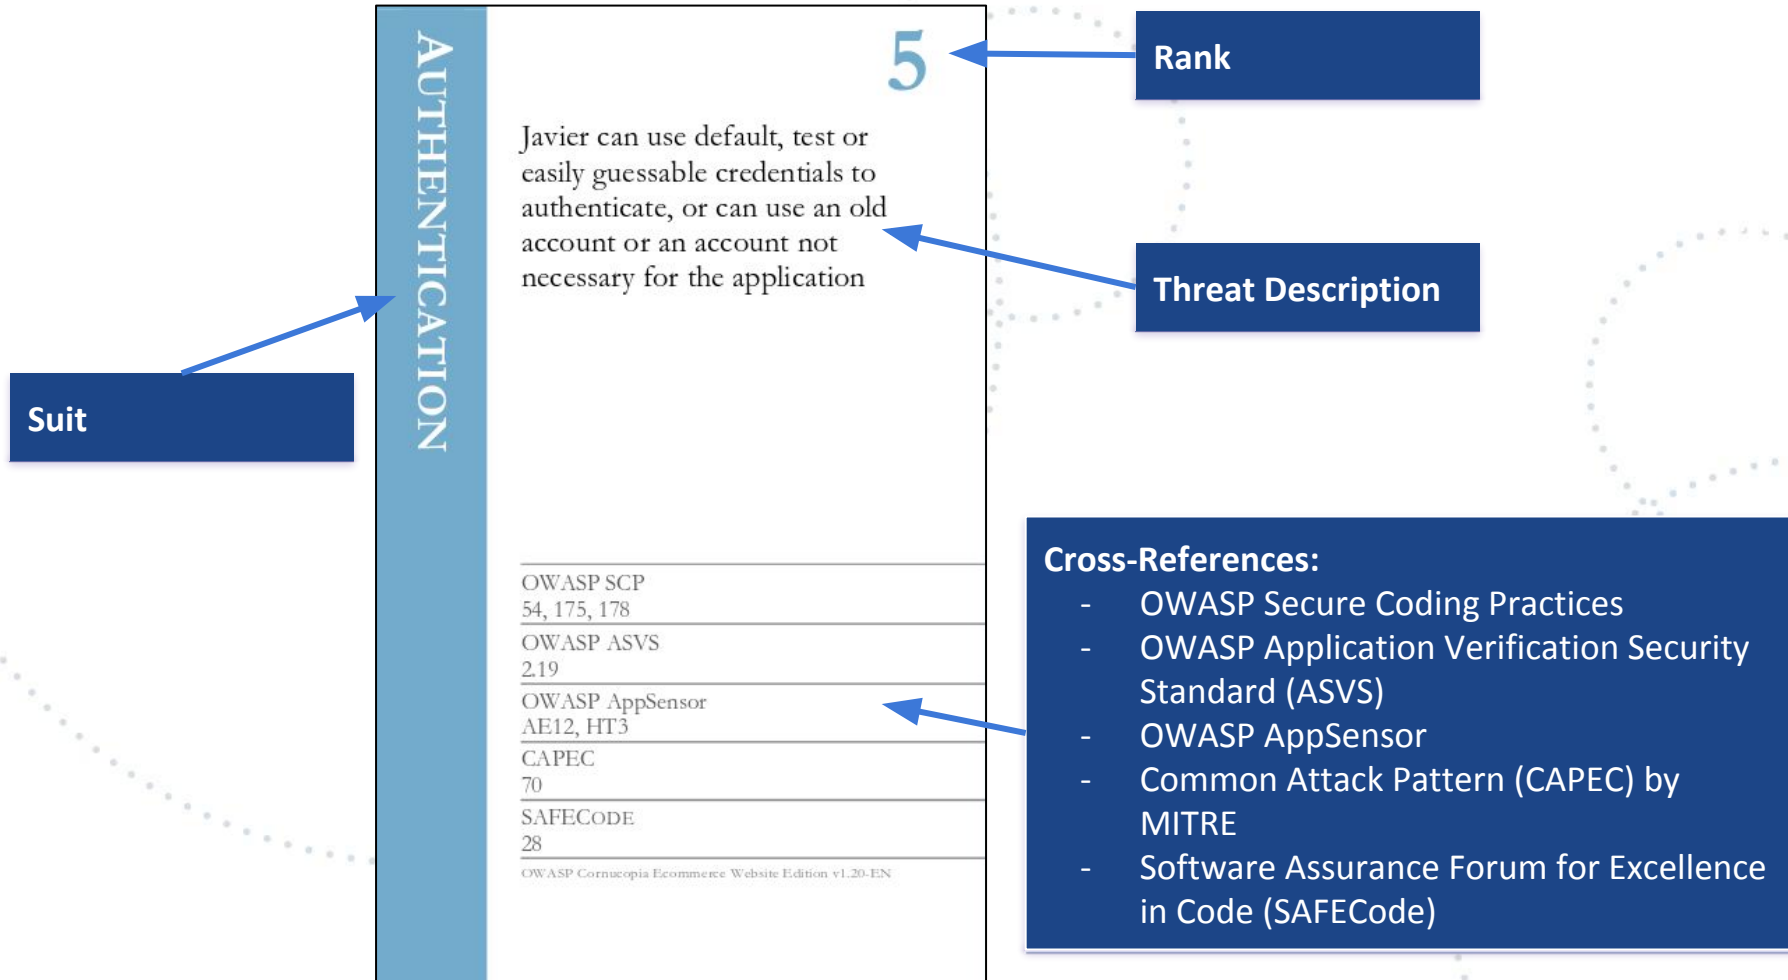 AUTHENTICATION
5
Javier can use default, test or
easily guessable credentials to
authenticate, or can use an old
account or an account not
necessary for the application
OWASP SCP
54, 175, 178
OWASP ASVS
2.19
OWASP AppSensor
AE12, HT3
CAPEC
70
SAFECODE
28
OWASP Cornucopia Ecommerce Website Edition v1.20-EN
Suit
Rank
Threat Description
Cross-References:
- OWASP Secure Coding Practices
- OWASP Application Verification Security
Standard (ASVS)
- OWASP AppSensor
- Common Attack Pattern (CAPEC) by
MITRE
- Software Assurance Forum for Excellence
in Code (SAFECode)